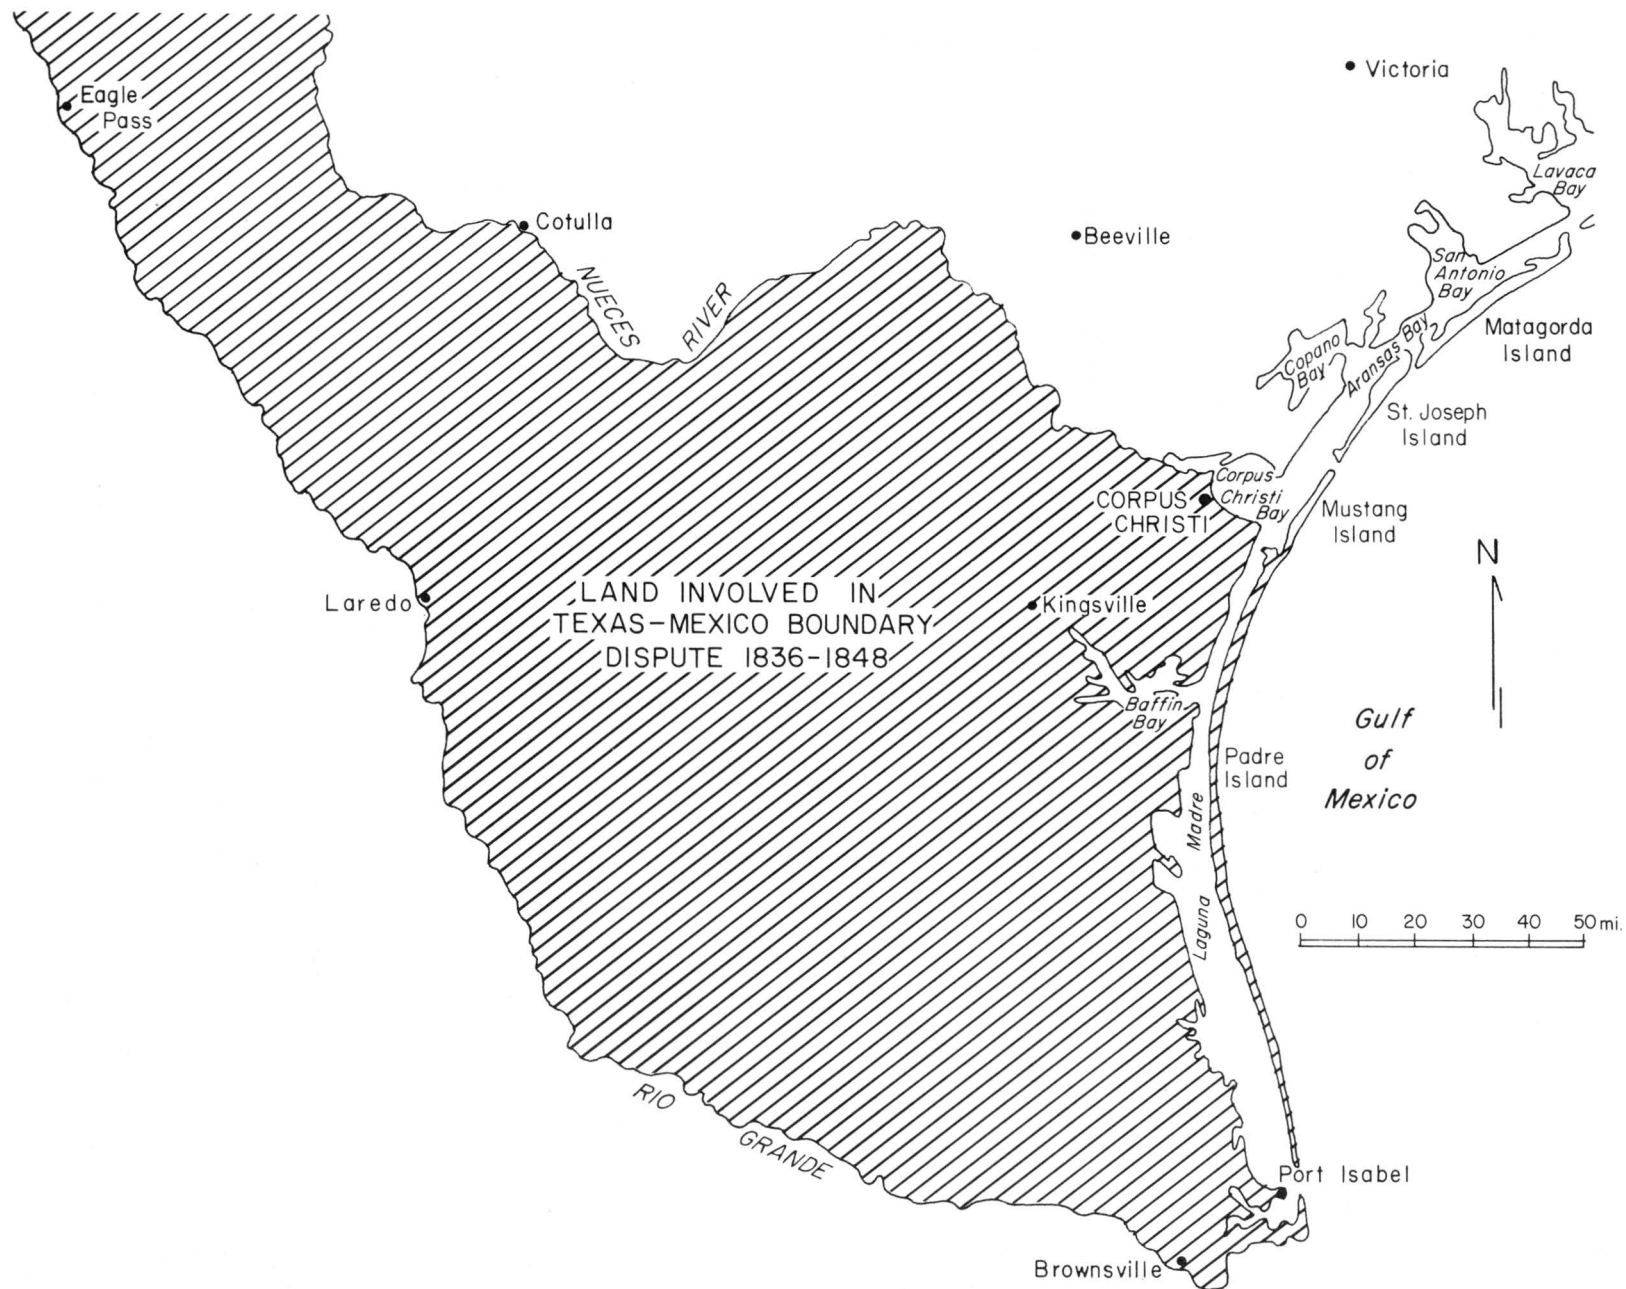 Victoria
Eagle
Pass
Lavaca
Bay
Cotulla
Beeville
San
Antonio
Bay
NUECES
RIVER
Matagorda
Island
Copano
Bay
Aransas Bay
St. Joseph
Island
Corpus
Christi
Bay
CORPUS
CHRISTI
Mustang
Island
N
LAND INVOLVED IN
TEXAS-MEXICO BOUNDARY
DISPUTE 1836-1848
Laredo
Kingsville
Baffin
Bay
Gulf
of
Mexico
Padre
Island
Laguna Madre
0 10 20 30 40 50 mi.
RIO
GRANDE
Port Isabel
Brownsville